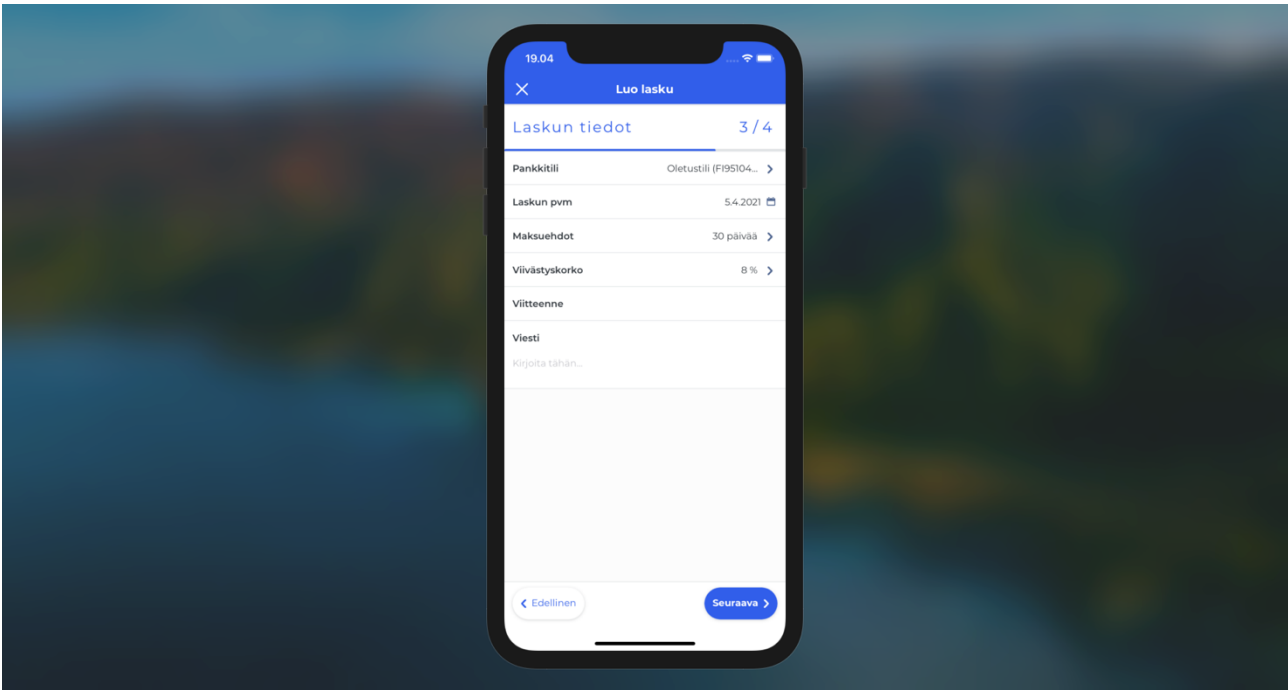 19.04
Luo lasku
Laskun tiedot 3 / 4
Pankkitili Oletustili (FI95104...
Laskun pvm 5.4.2021
Maksuehdot 30 päivää
Viivästyskorko 8 %
Viitteenne
Viesti
Kirjoita tähän...
Edellinen Seuraava